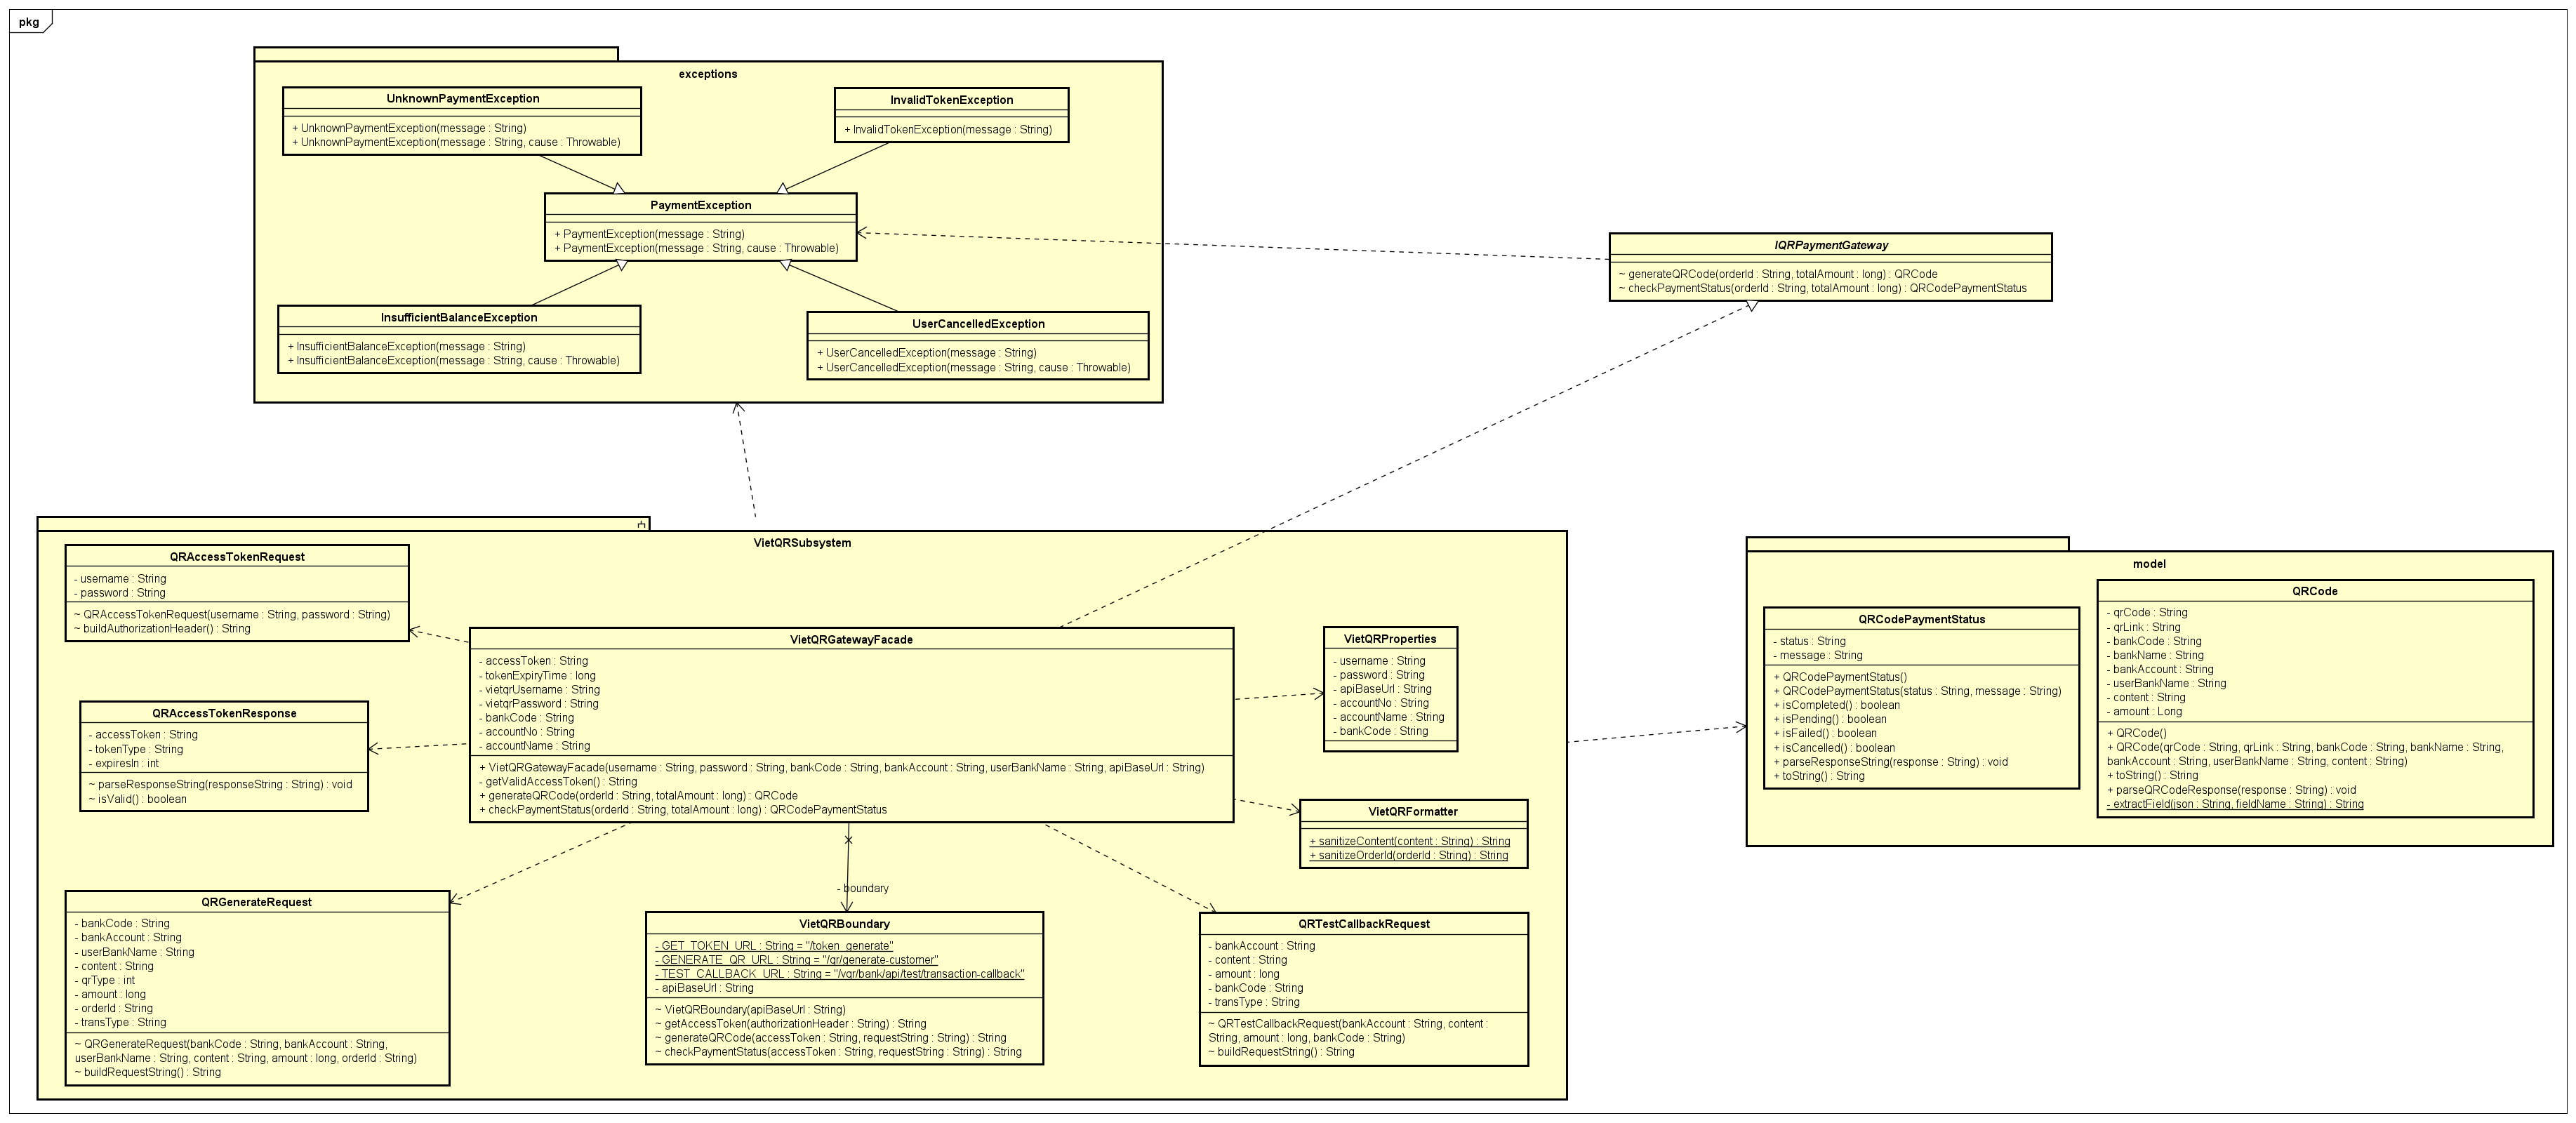 pkg
exceptions
UnknownPaymentException
+ UnknownPaymentException(message : String)
+ UnknownPaymentException(message : String, cause : Throwable)
InvalidTokenException
+ InvalidTokenException(message : String)
PaymentException
+ PaymentException(message : String)
+ PaymentException(message : String, cause : Throwable)
InsufficientBalanceException
+ InsufficientBalanceException(message : String)
+ InsufficientBalanceException(message : String, cause : Throwable)
UserCancelledException
+ UserCancelledException(message : String)
+ UserCancelledException(message : String, cause : Throwable)
IQRPaymentGateway
~ generateQRCode(orderId : String, totalAmount : long) : QRCode
~ checkPaymentStatus(orderId : String, totalAmount : long) : QRCodePaymentStatus
VietQRSubsystem
QRAccessTokenRequest
- username : String
- password : String
~ QRAccessTokenRequest(username : String, password : String)
~ buildAuthorizationHeader() : String
QRAccessTokenResponse
- accessToken : String
- tokenType : String
- expiresIn : int
~ parseResponseString(responseString : String) : void
~ isValid() : boolean
VietQRGatewayFacade
- accessToken : String
- tokenExpiryTime : long
- vietqrUsername : String
- vietqrPassword : String
- bankCode : String
- accountNo : String
- accountName : String
+ VietQRGatewayFacade(username : String, password : String, bankCode : String, bankAccount : String, userBankName : String, apiBaseUrl : String)
- getValidAccessToken() : String
+ generateQRCode(orderId : String, totalAmount : long) : QRCode
+ checkPaymentStatus(orderId : String, totalAmount : long) : QRCodePaymentStatus
VietQRProperties
- username : String
- password : String
- apiBaseUrl : String
- accountNo : String
- accountName : String
- bankCode : String
VietQRFormatter
+ sanitizeContent(content : String) : String
+ sanitizeOrderId(orderId : String) : String
QRGenerateRequest
- bankCode : String
- bankAccount : String
- userBankName : String
- content : String
- qrType : int
- amount : long
- orderId : String
- transType : String
~ QRGenerateRequest(bankCode : String, bankAccount : String,
userBankName : String, content : String, amount : long, orderId : String)
~ buildRequestString() : String
- boundary
VietQRBoundary
- GET_TOKEN_URL : String = "/token_generate"
- GENERATE_QR_URL : String = "/qr/generate-customer"
- TEST_CALLBACK_URL : String = "/vqr/bank/api/test/transaction-callback"
- apiBaseUrl : String
~ VietQRBoundary(apiBaseUrl : String)
~ getAccessToken(authorizationHeader : String) : String
~ generateQRCode(accessToken : String, requestString : String) : String
~ checkPaymentStatus(accessToken : String, requestString : String) : String
QRTestCallbackRequest
- bankAccount : String
- content : String
- amount : long
- bankCode : String
- transType : String
~ QRTestCallbackRequest(bankAccount : String, content :
String, amount : long, bankCode : String)
~ buildRequestString() : String
model
QRCodePaymentStatus
- status : String
- message : String
+ QRCodePaymentStatus()
+ QRCodePaymentStatus(status : String, message : String)
+ isCompleted() : boolean
+ isPending() : boolean
+ isFailed() : boolean
+ isCancelled() : boolean
+ parseResponseString(response : String) : void
+ toString() : String
QRCode
- qrCode : String
- qrLink : String
- bankCode : String
- bankName : String
- bankAccount : String
- userBankName : String
- content : String
- amount : Long
+ QRCode()
+ QRCode(qrCode : String, qrLink : String, bankCode : String, bankName : String,
bankAccount : String, userBankName : String, content : String)
+ toString() : String
+ parseQRCodeResponse(response : String) : void
- extractField(json : String, fieldName : String) : String